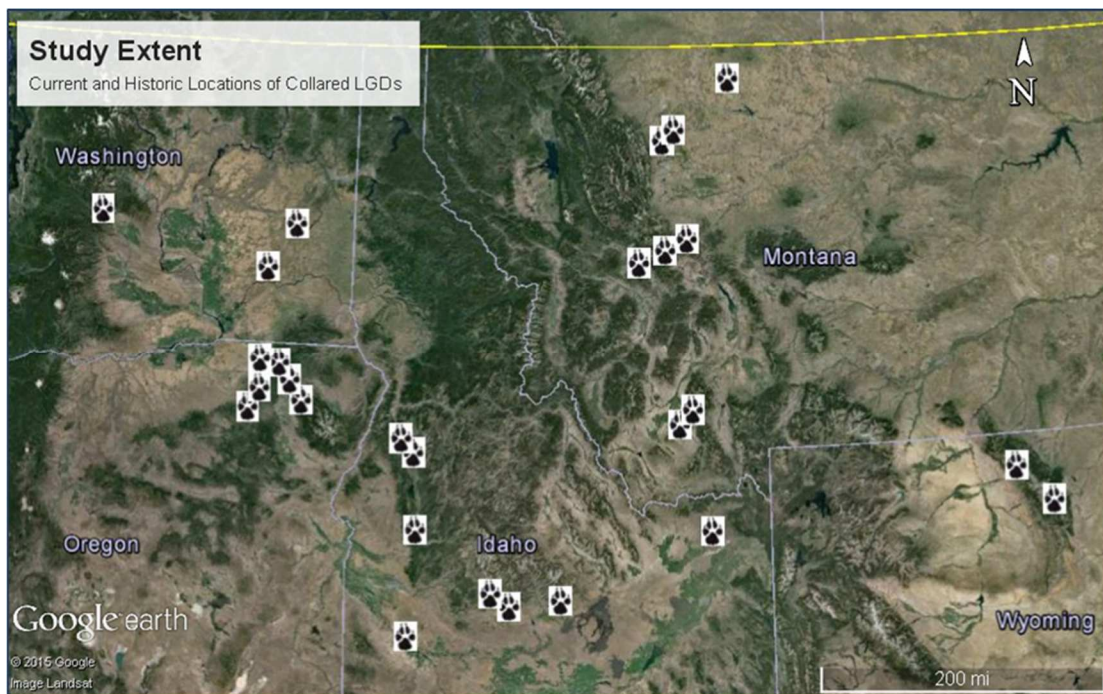 Study Extent
Current and Historic Locations of Collared LGDs
N
Washington
Montana
Oregon
Idaho
Wyoming
Google earth
© 2015 Google
Image Landsat
200 mi